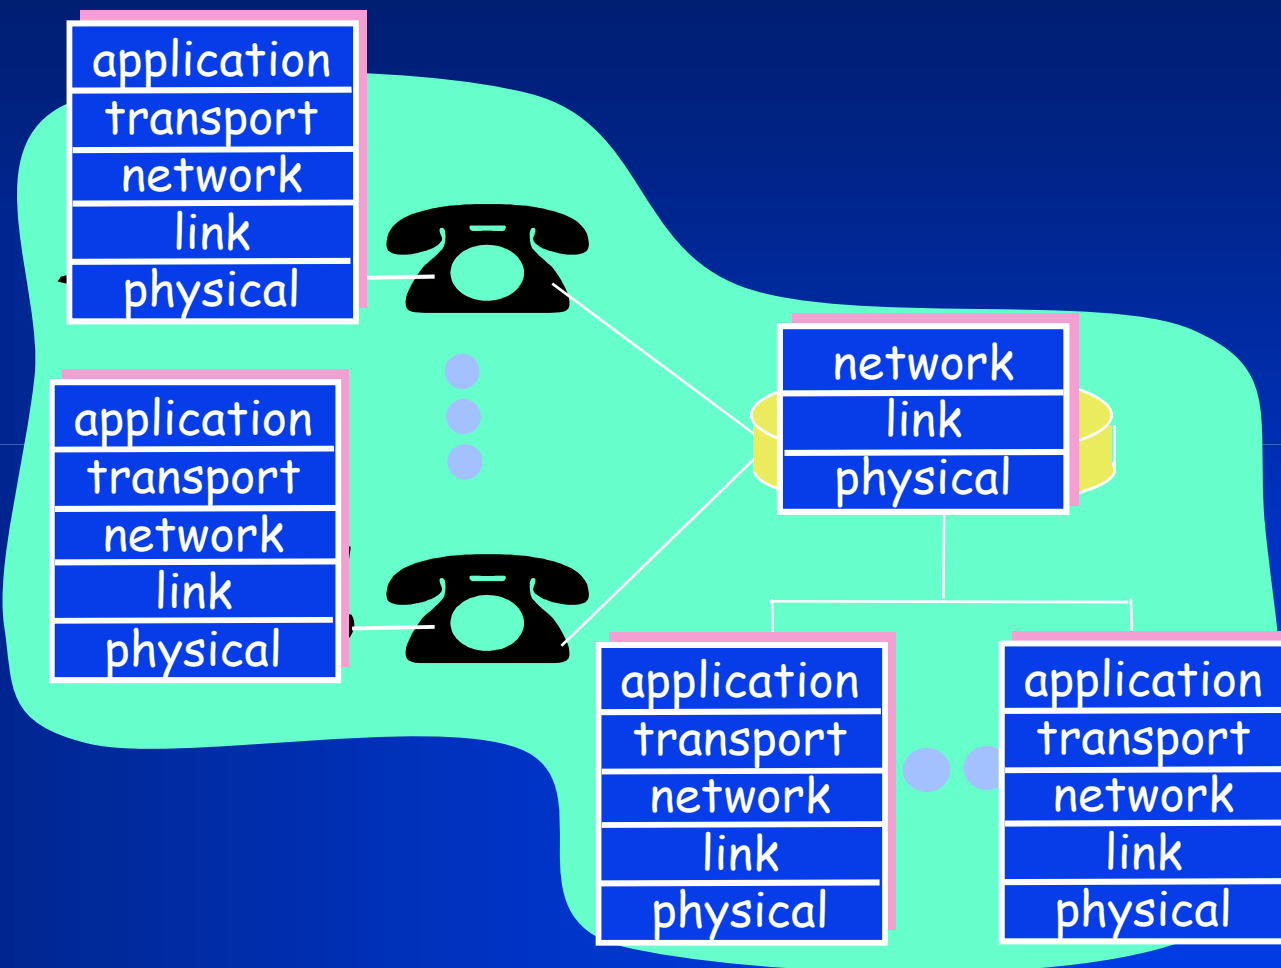 application
transport
network
link
physical
application
transport
network
link
physical
network
link
physical
application
transport
network
link
physical
application
transport
network
link
physical